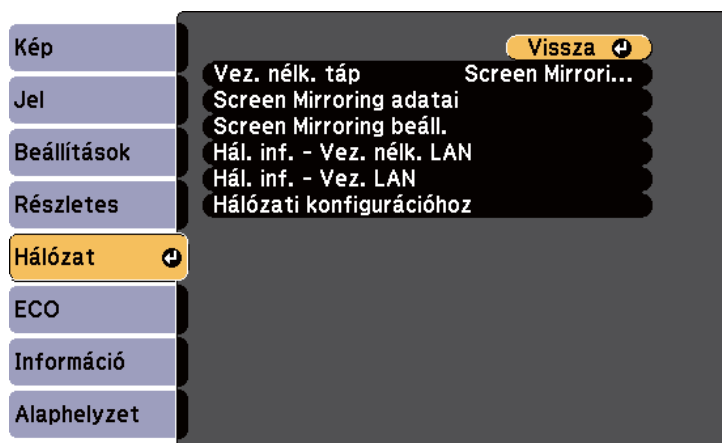 Kép
Jel
Beállítások
Részletes
Hálózat
ECO
Információ
Alaphelyzet
Vissza
Vez. nélk. táp Screen Mirrori...
Screen Mirroring adatai
Screen Mirroring beáll.
Hál. inf. - Vez. nélk. LAN
Hál. inf. - Vez. LAN
Hálózati konfigurációhoz